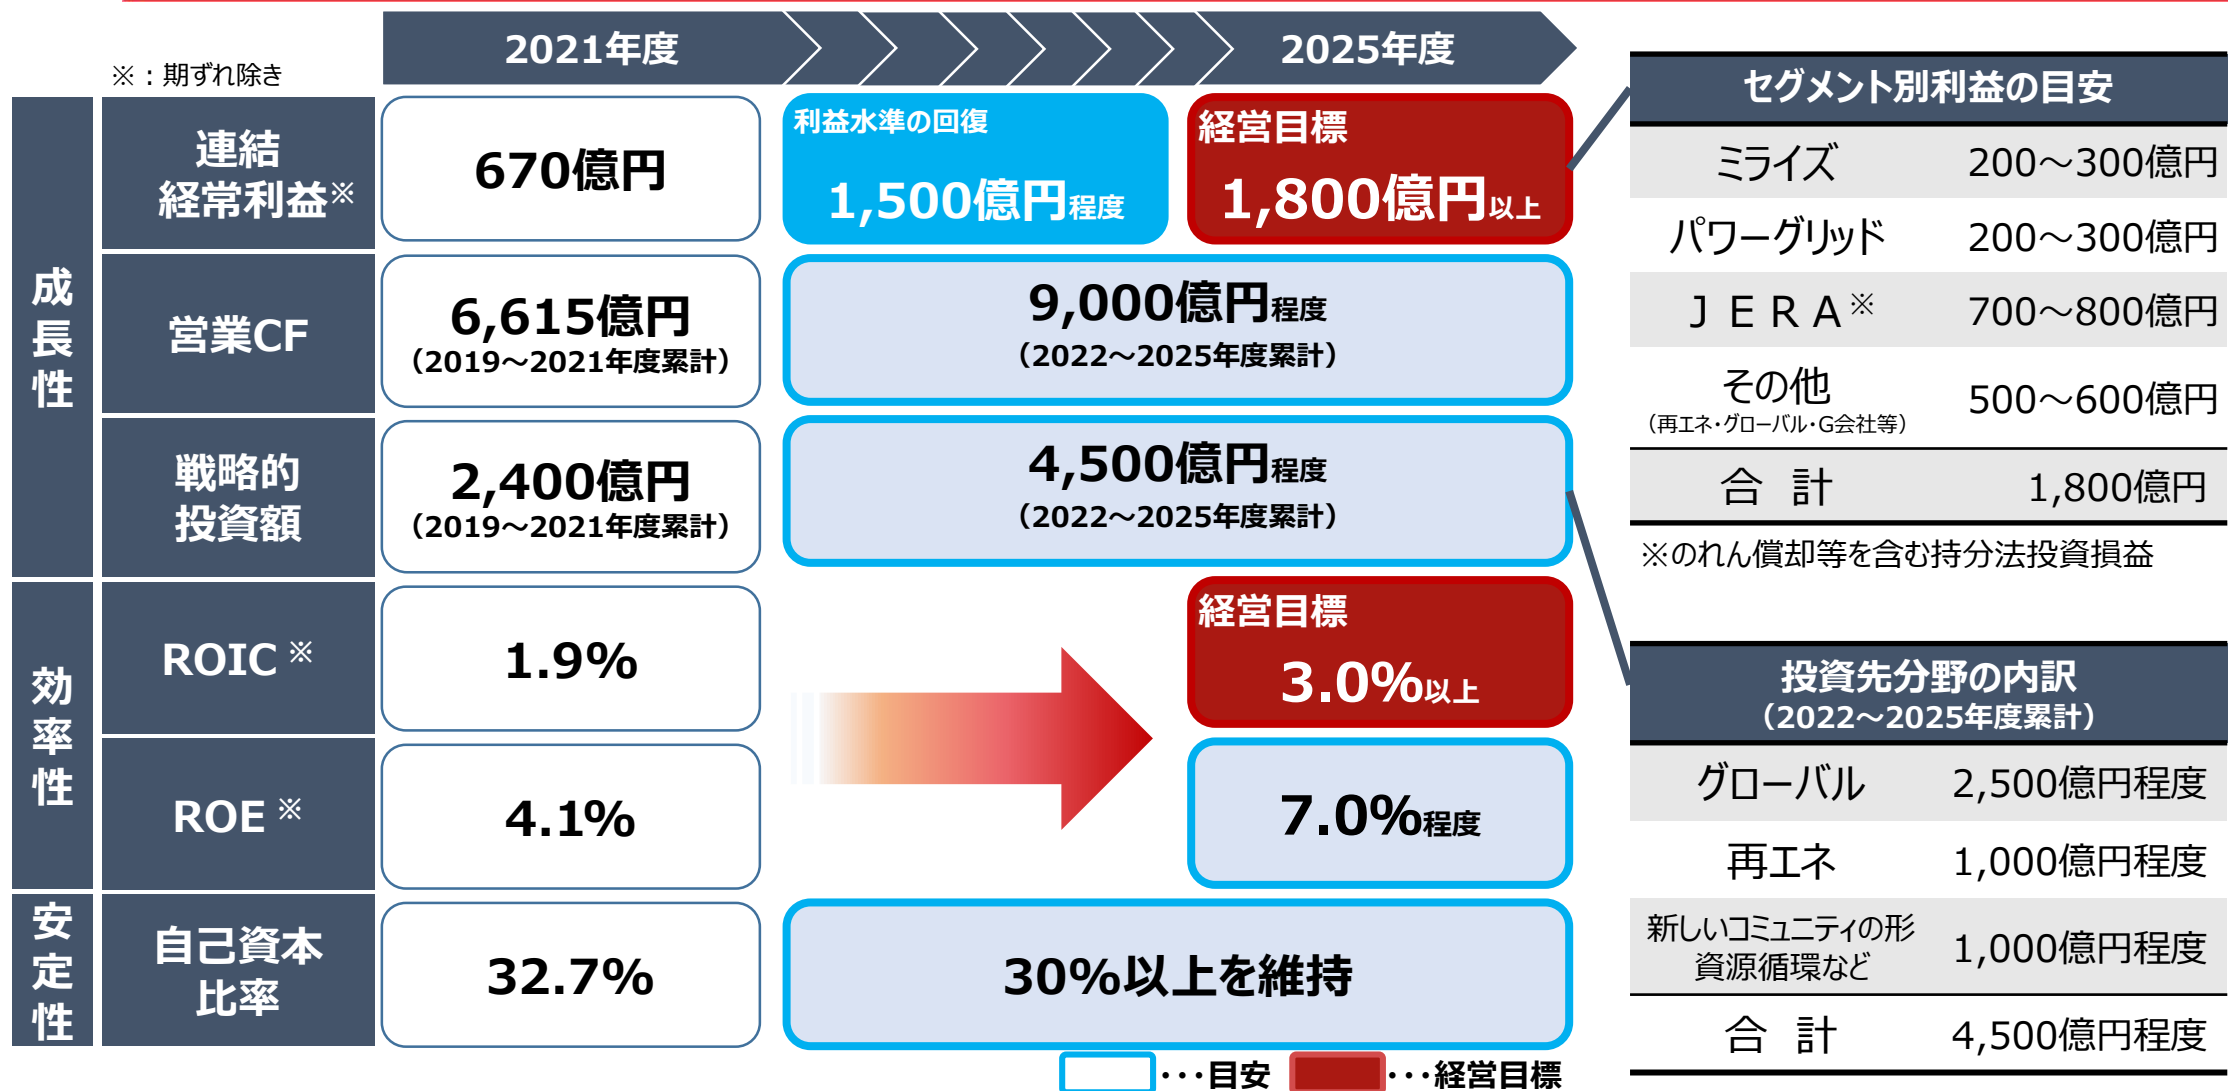 ※：期ずれ除き
2021年度
2025年度
成長性
連結
経常利益※
670億円
利益水準の回復
1,500億円程度
経営目標
1,800億円以上
営業CF
6,615億円
（2019～2021年度累計）
9,000億円程度
（2022～2025年度累計）
戦略的
投資額
2,400億円
（2019～2021年度累計）
4,500億円程度
（2022～2025年度累計）
効率性
ROIC※
1.9%
経営目標
3.0%以上
ROE※
4.1%
7.0%程度
安定性
自己資本
比率
32.7%
30%以上を維持
･･･目安
･･･経営目標
セグメント別利益の目安
ミライズ 200～300億円
パワーグリッド 200～300億円
ＪＥＲＡ※ 700～800億円
その他 500～600億円
（再エネ・グローバル・G会社等）
合 計 1,800億円
※のれん償却等を含む持分法投資損益
投資先分野の内訳
（2022～2025年度累計）
グローバル 2,500億円程度
再エネ 1,000億円程度
新しいコミュニティの形
資源循環など 1,000億円程度
合 計 4,500億円程度